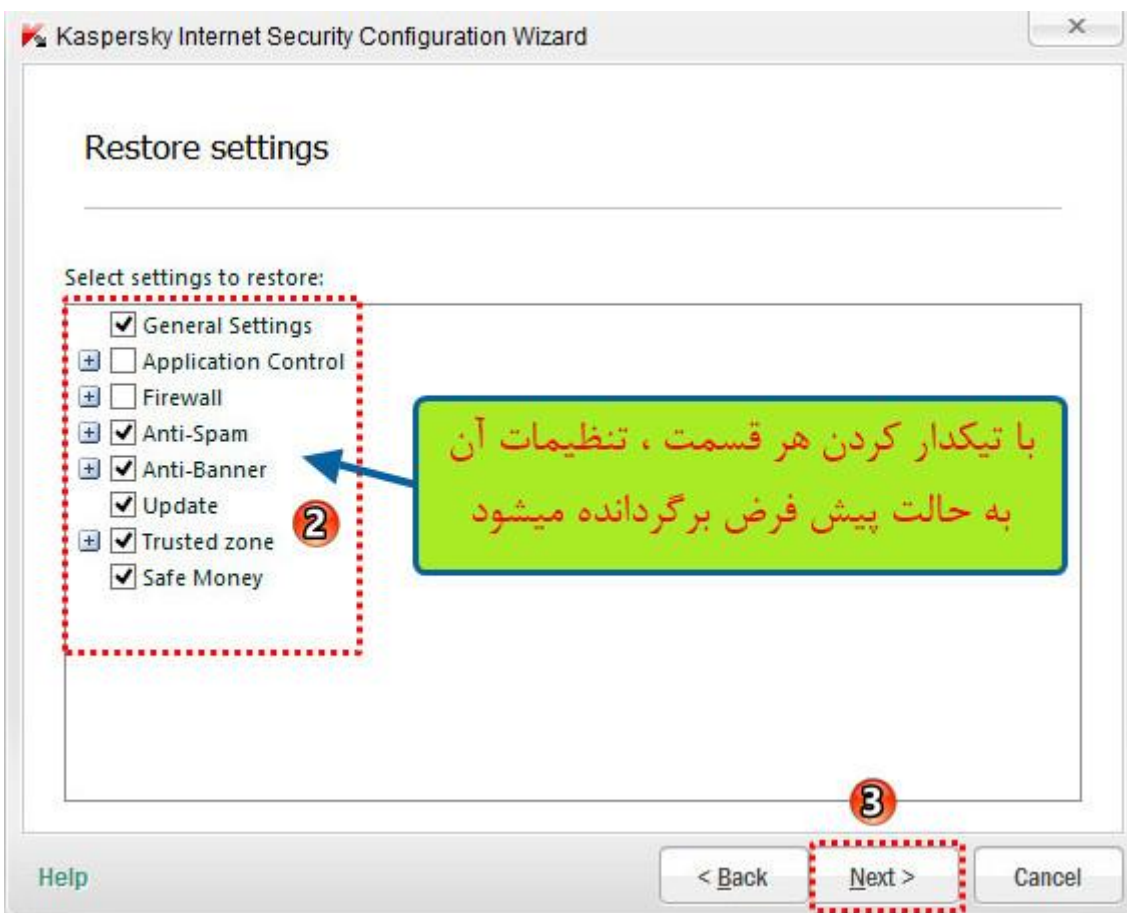 Kaspersky Internet Security Configuration Wizard
Restore settings
Select settings to restore:
General Settings
Application Control
Firewall
Anti-Spam
Anti-Banner
Update
Trusted zone
Safe Money
2
با تیکدار کردن هر قسمت ، تنظیمات آن
به حالت پیش فرض برگردانده میشود
3
Help
< Back
Next >
Cancel